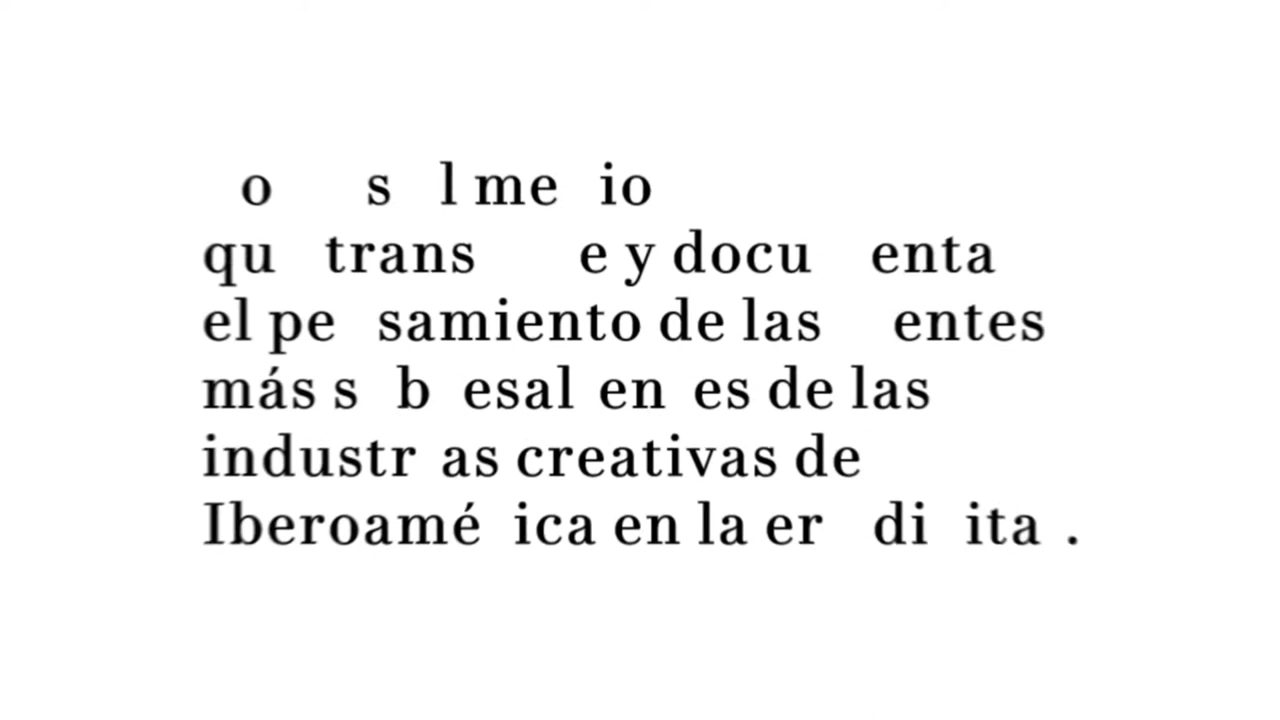 o s l me io
qu trans e y docu enta
el pe samiento de las entes
más s b esal en es de las
industr as creativas de
Iberoamé ica en la er di ita .